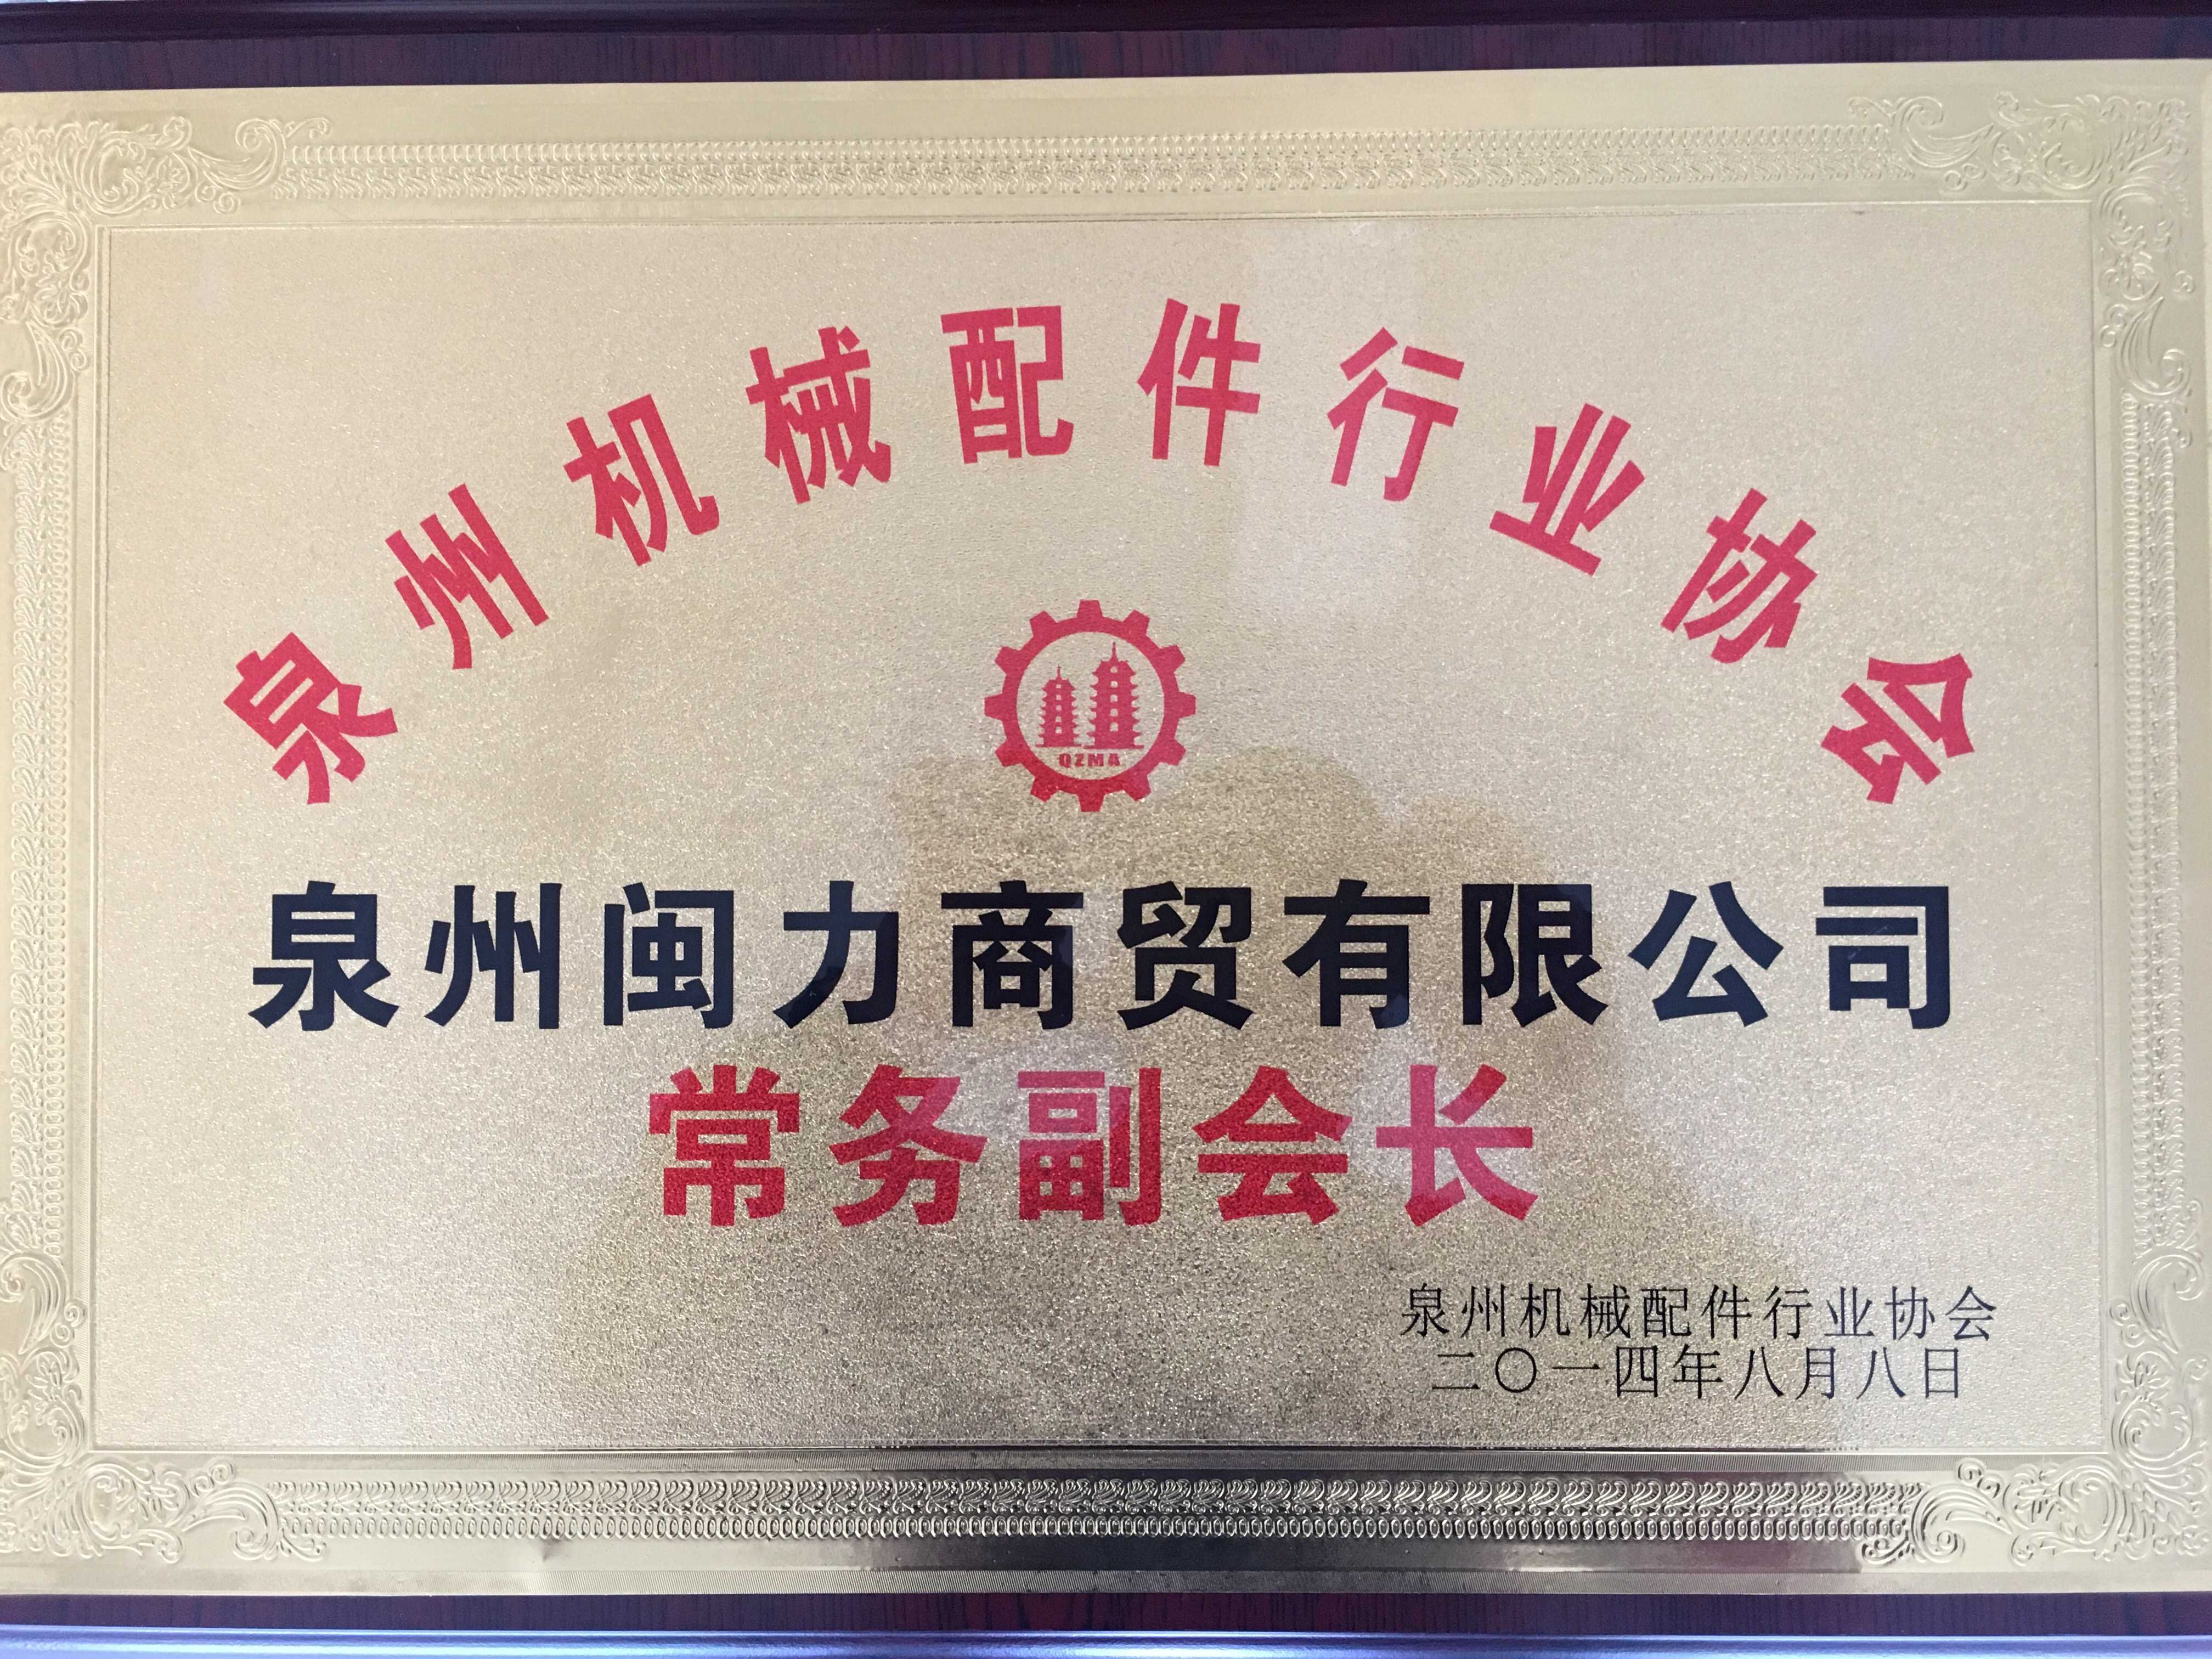 泉州机械配件行业协会
QZMA
泉州闽力商贸有限公司
常务副会长
泉州机械配件行业协会
二〇一四年八月八日